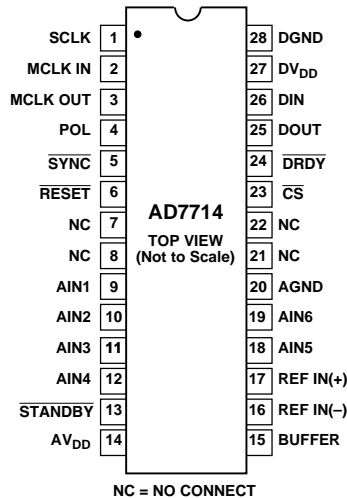 SCLK 1 28 DGND
MCLK IN 2 27 DVDD
MCLK OUT 3 26 DIN
POL 4 25 DOUT
SYNC 5 24 DRDY
RESET 6 23 CS
NC 7 22 NC
NC 8 21 NC
AIN1 9 20 AGND
AIN2 10 19 AIN6
AIN3 11 18 AIN5
AIN4 12 17 REF IN(+)
STANDBY 13 16 REF IN(–)
AVDD 14 15 BUFFER
AD7714
TOP VIEW
(Not to Scale)
NC = NO CONNECT